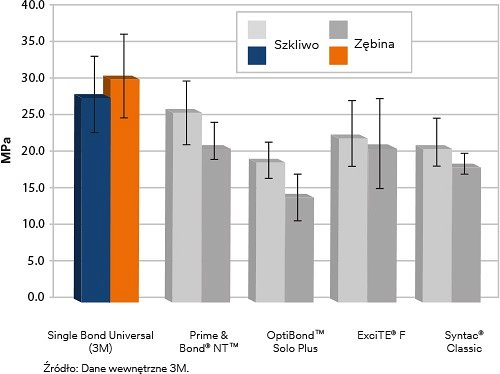 40.0
35.0
30.0
25.0
20.0
15.0
10.0
5.0
0.0
MPa
Szkliwo
Zębina
Single Bond Universal
(3M)
Prime &
Bond® NT™
OptiBond™
Solo Plus
ExciTE® F
Syntac®
Classic
Źródło: Dane wewnętrzne 3M.